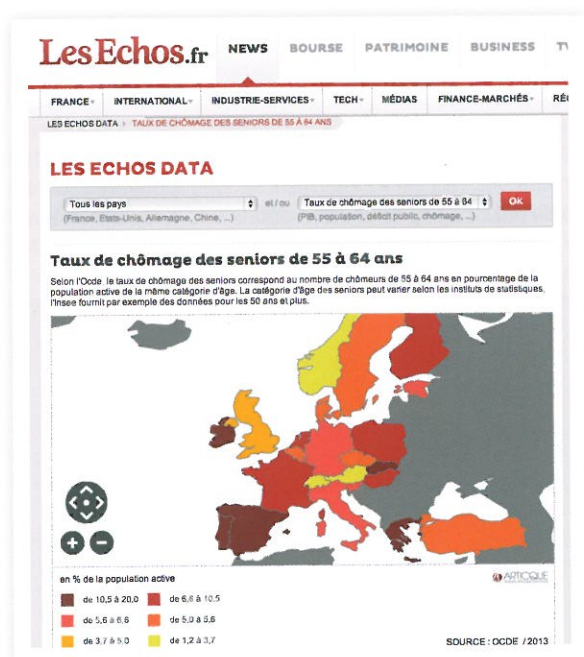 LesEchos.fr NEWS BOURSE PATRIMOINE BUSINESS TV
FRANCE INTERNATIONAL INDUSTRIE-SERVICES TECH MÉDIAS FINANCE-MARCHÉS RÉ
LES ECHOS DATA > TAUX DE CHÔMAGE DES SENIORS DE 55 À 64 ANS
LES ECHOS DATA
Tous les pays et/ou Taux de chômage des seniors de 55 à 64 OK
(France, Etats-Unis, Allemagne, Chine, ...) (PIB, population, déficit public, chômage, ...)
Taux de chômage des seniors de 55 à 64 ans
Selon l'Ocde, le taux de chômage des seniors correspond au nombre de chômeurs de 55 à 64 ans en pourcentage de la
population active de la même catégorie d'âge. La catégorie d'âge des seniors peut varier selon les instituts de statistiques,
l'Insee fournit par exemple des données pour les 50 ans et plus.
en % de la population active
ARTICQUE
de 10,5 à 20,0 de 6,6 à 10,5
de 5,6 à 6,6 de 5,0 à 5,6
de 3,7 à 5,0 de 1,2 à 3,7
SOURCE : OCDE / 2013